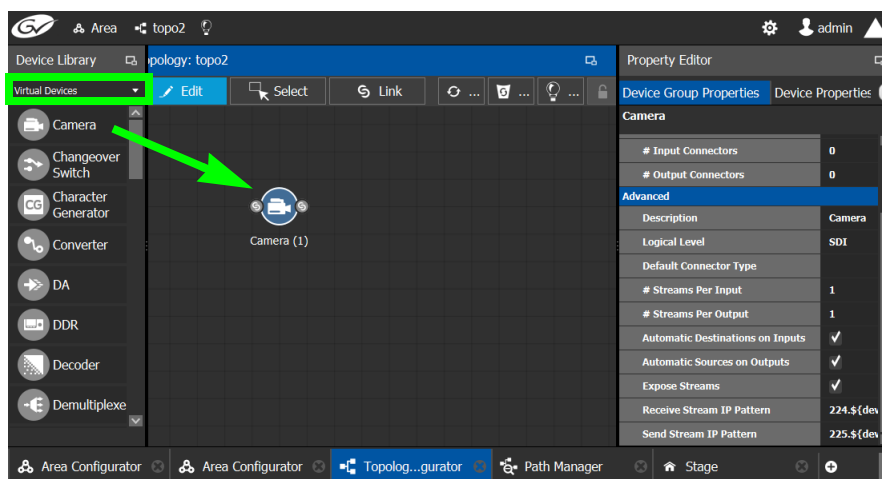 GV Area topo2 admin
Device Library
pology: topo2
Property Editor
Virtual Devices
Edit Select Link ... ... ...
Device Group Properties Device Properties
Camera
Changeover
Switch
Character
Generator
CG
Converter
DA
DDR
Decoder
Demultiplexe
Camera (1)
Camera
# Input Connectors 0
# Output Connectors 0
Advanced
Description Camera
Logical Level SDI
Default Connector Type
# Streams Per Input 1
# Streams Per Output 1
Automatic Destinations on Inputs
Automatic Sources on Outputs
Expose Streams
Receive Stream IP Pattern 224.${dev
Send Stream IP Pattern 225.${dev
Area Configurator Area Configurator Topolog...gurator Path Manager Stage